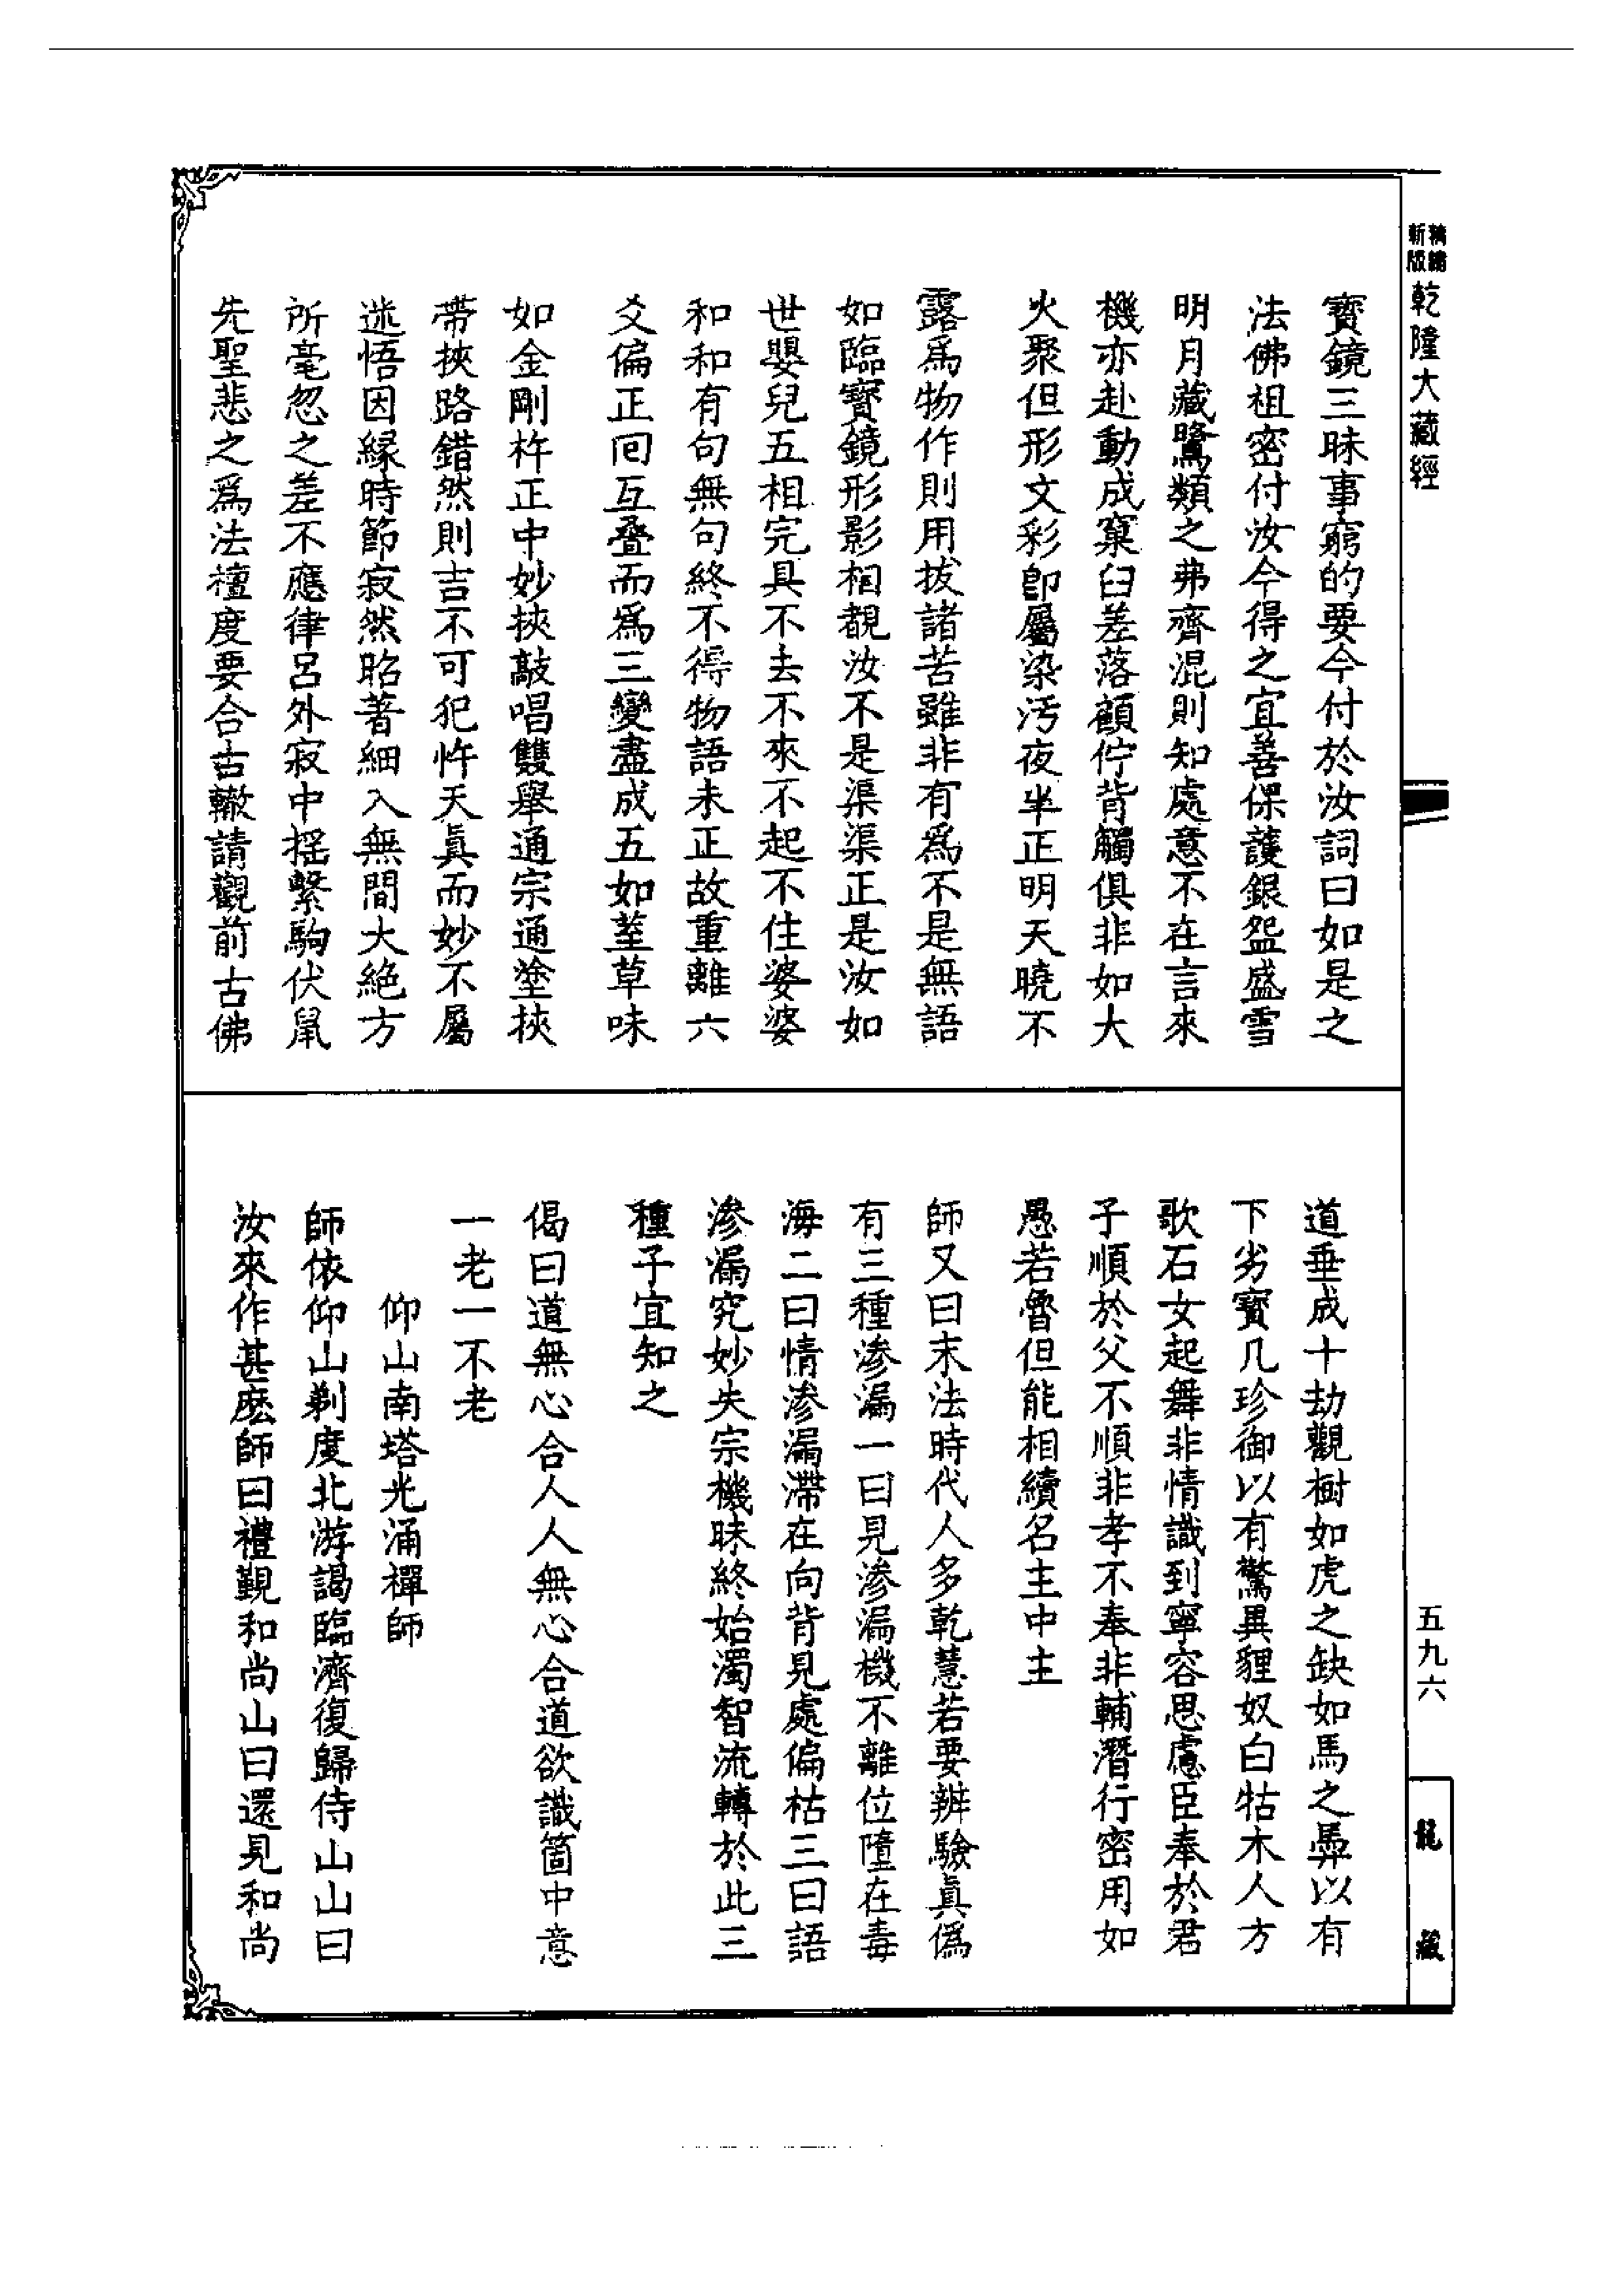 精繡新版乾隆大藏經
寶鏡三昧事窮的要今付於汝詞曰如是之
法佛祖密付汝今得之宜善保護銀盌盛雪
明月藏鷺類之弗齊混則知處意不在言來
機亦赴動成窠臼差落顧佇背觸俱非如大
火聚但形文彩卽屬染汚夜半正明天曉不
露爲物作則用拔諸苦雖非有爲不是無語
如臨寶鏡形影相覩汝不是渠渠正是汝如
世嬰兒五相完具不去不來不起不住婆婆
和和有句無句終不得物語未正故重離六
爻偏正回互疊而爲三變盡成五如荎草味
如金剛杵正中妙挾敲唱雙舉通宗通塗挾
帶挾路錯然則吉不可犯忤天眞而妙不屬
迷悟因緣時節寂然昭著細入無間大絕方
所毫忽之差不應律呂外寂中搖繫駒伏鼠
先聖悲之爲法檀度要合古轍請觀前古佛
道垂成十劫觀樹如虎之缺如馬之馵以有
下劣寶几珍御以有驚異貍奴白牯木人方
歌石女起舞非情識到寧容思慮臣奉於君
子順於父不順非孝不奉非輔潛行密用如
愚若魯但能相續名主中主
師又曰末法時代人多乾慧若要辨驗眞僞
有三種滲漏一曰見滲漏機不離位墮在毒
海二曰情滲漏滯在向背見處偏枯三曰語
滲漏究妙失宗機昧終始濁智流轉於此三
種子宜知之
偈曰道無心合人人無心合道欲識箇中意
一老一不老
仰山南塔光涌禪師
師依仰山剃度北游謁臨濟復歸侍山山曰
汝來作甚麼師曰禮覲和尚山曰還見和尚
五九六
龍藏